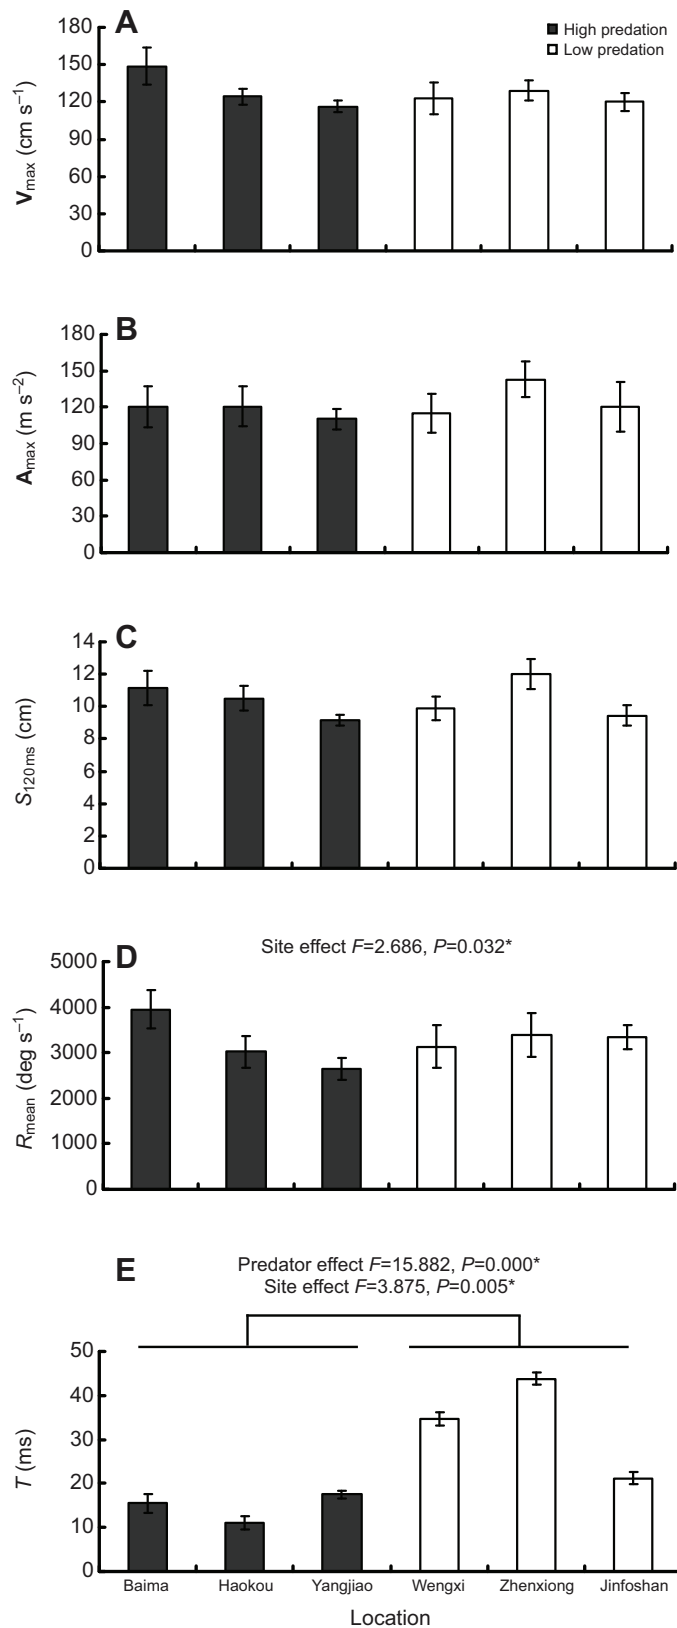 A
High predation
Low predation
180
150
120
90
60
30
0
Vmax (cm s–1)
B
180
150
120
90
60
30
0
Amax (m s–2)
C
14
12
10
8
6
4
2
0
S120 ms (cm)
D
Site effect F=2.686, P=0.032*
5000
4000
3000
2000
1000
0
Rmean (deg s–1)
E
Predator effect F=15.882, P=0.000*
Site effect F=3.875, P=0.005*
50
40
30
20
10
0
T (ms)
Baima Haokou Yangjiao Wengxi Zhenxiong Jinfoshan
Location